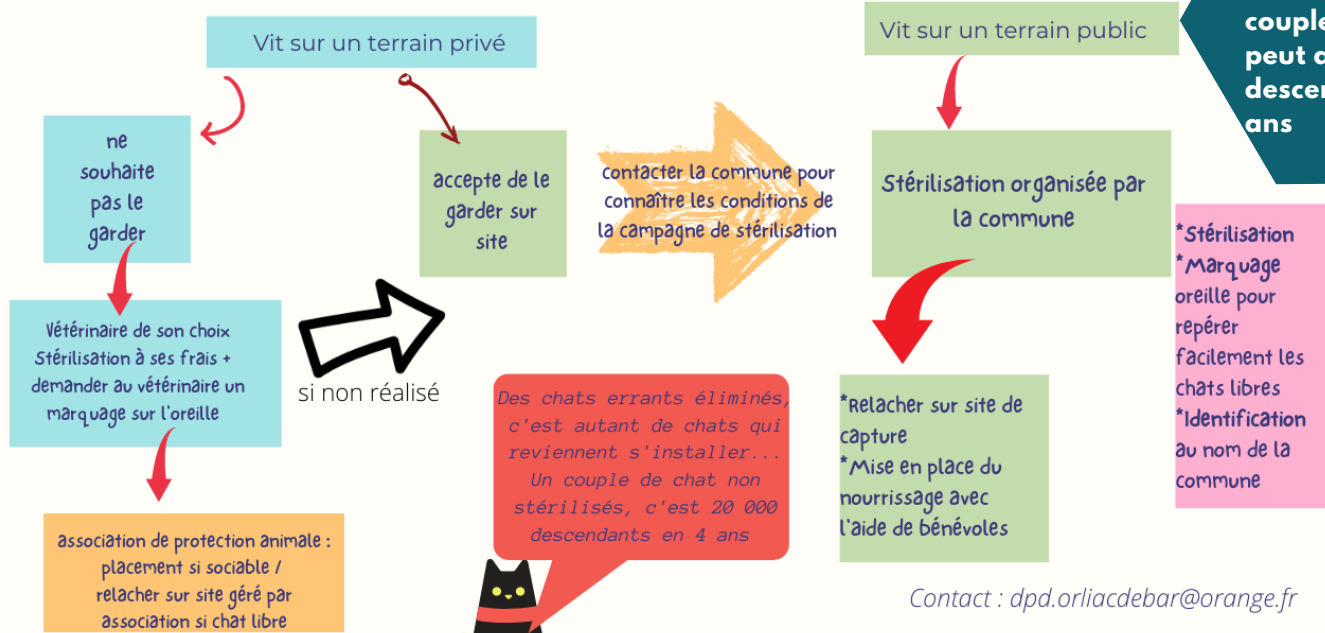 Vit sur un terrain privé
ne
souhaite
pas le
garder
accepte de le
garder sur
site
contacter la commune pour
connaître les conditions de
la campagne de stérilisation
Vétérinaire de son choix
Stérilisation à ses frais +
demander au vétérinaire un
marquage sur l'oreille
si non réalisé
association de protection animale :
placement si sociable /
relacher sur site géré par
association si chat libre
Des chats errants éliminés,
c'est autant de chats qui
reviennent s'installer...
Un couple de chat non
stérilisés, c'est 20 000
descendants en 4 ans
Vit sur un terrain public
Stérilisation organisée par
la commune
*Relacher sur site de
capture
*Mise en place du
nourrissage avec
l'aide de bénévoles
couple
peut
ans
*Stérilisation
*Marquage
oreille pour
repérer
facilement les
chats libres
*Identification
au nom de la
commune
Contact : dpd.orliacdebar@orange.fr